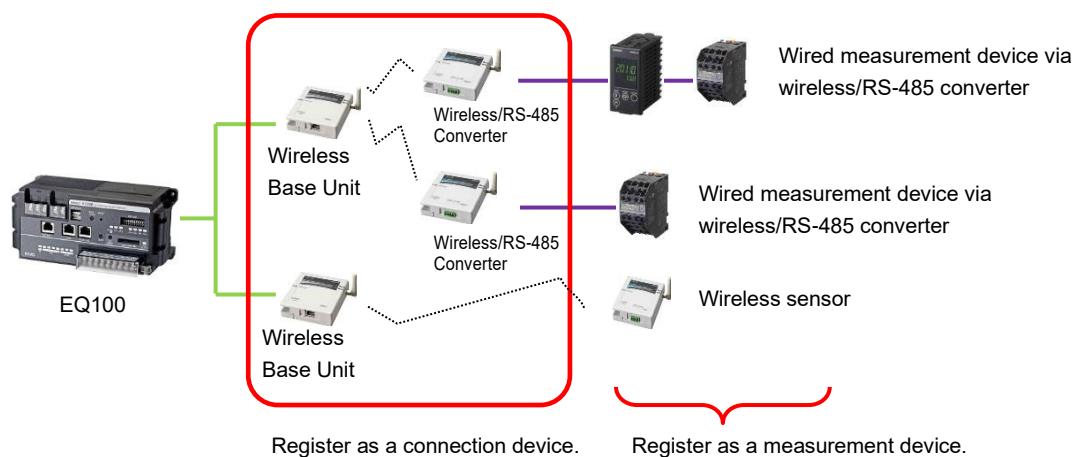 Wired measurement device via
wireless/RS-485 converter
Wireless/RS-485
Converter
Wireless
Base Unit
Wired measurement device via
wireless/RS-485 converter
Wireless/RS-485
Converter
EQ100
Wireless sensor
Wireless
Base Unit
Register as a connection device.
Register as a measurement device.